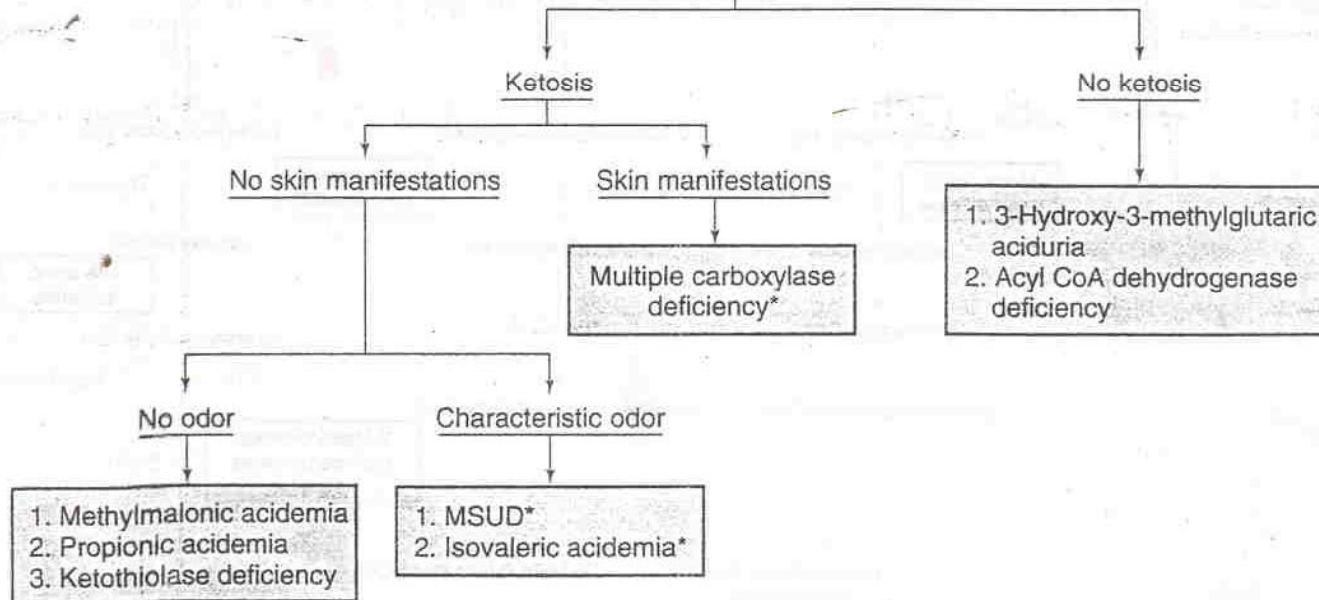 Ketosis
No ketosis
No skin manifestations
Skin manifestations
1. 3-Hydroxy-3-methylglutaric
aciduria
2. Acyl CoA dehydrogenase
deficiency
Multiple carboxylase
deficiency*
No odor
Characteristic odor
1. Methylmalonic acidemia
2. Propionic acidemia
3. Ketothiolase deficiency
1. MSUD*
2. Isovaleric acidemia*